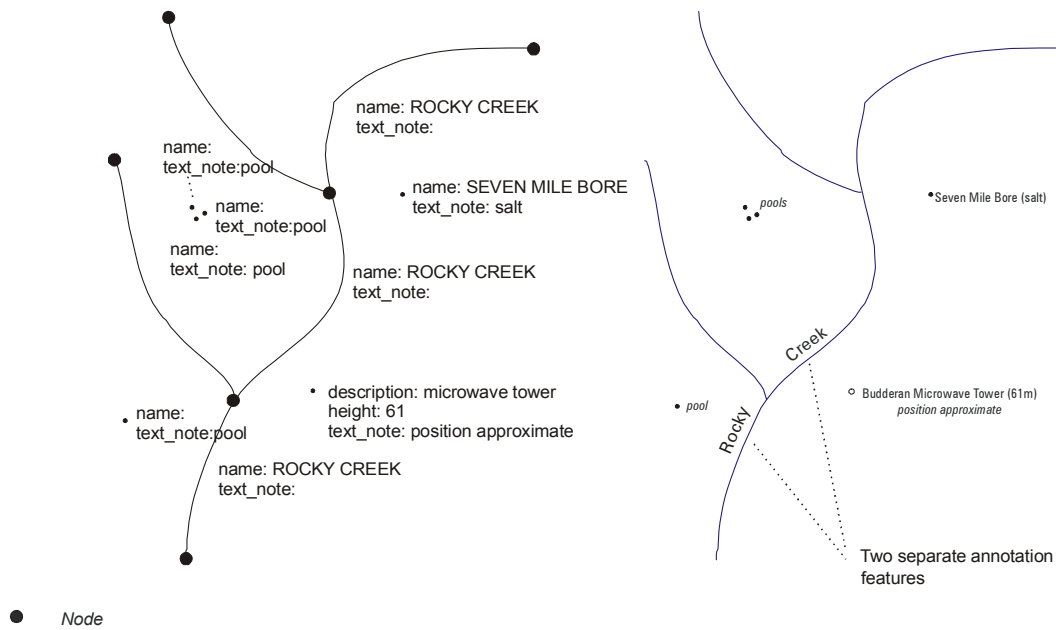 name: ROCKY CREEK
text_note:
name:
text_note:pool
name:
text_note:pool
name:
text_note: pool
name: SEVEN MILE BORE
text_note: salt
name: ROCKY CREEK
text_note:
description: microwave tower
height: 61
text_note: position approximate
name:
text_note:pool
name: ROCKY CREEK
text_note:
Node
pools
Seven Mile Bore (salt)
Rocky Creek
pool
Budderan Microwave Tower (61m)
position approximate
Two separate annotation
features